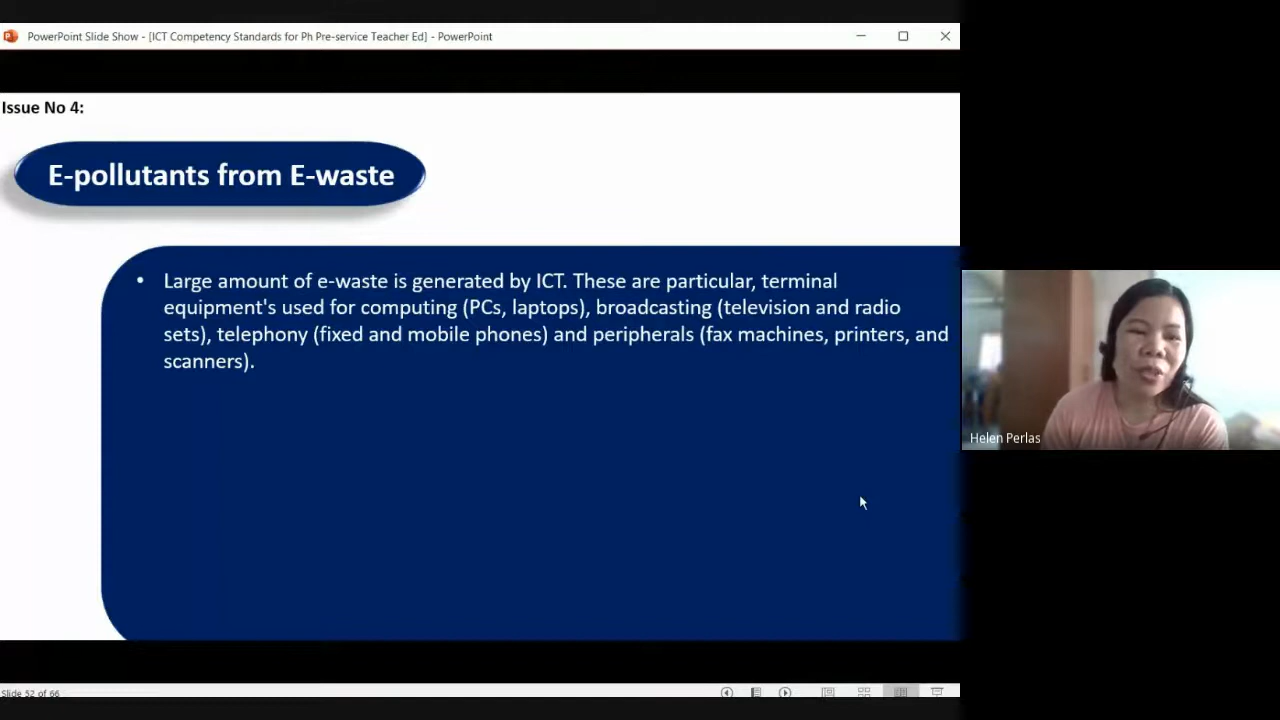 PowerPoint Slide Show - [ICT Competency Standards for Ph Pre-service Teacher Ed] - PowerPoint
Issue No 4:
E-pollutants from E-waste
• Large amount of e-waste is generated by ICT. These are particular, terminal
equipment's used for computing (PCs, laptops), broadcasting (television and radio
sets), telephony (fixed and mobile phones) and peripherals (fax machines, printers, and
scanners).
Helen Perlas
Slide 52 of 66